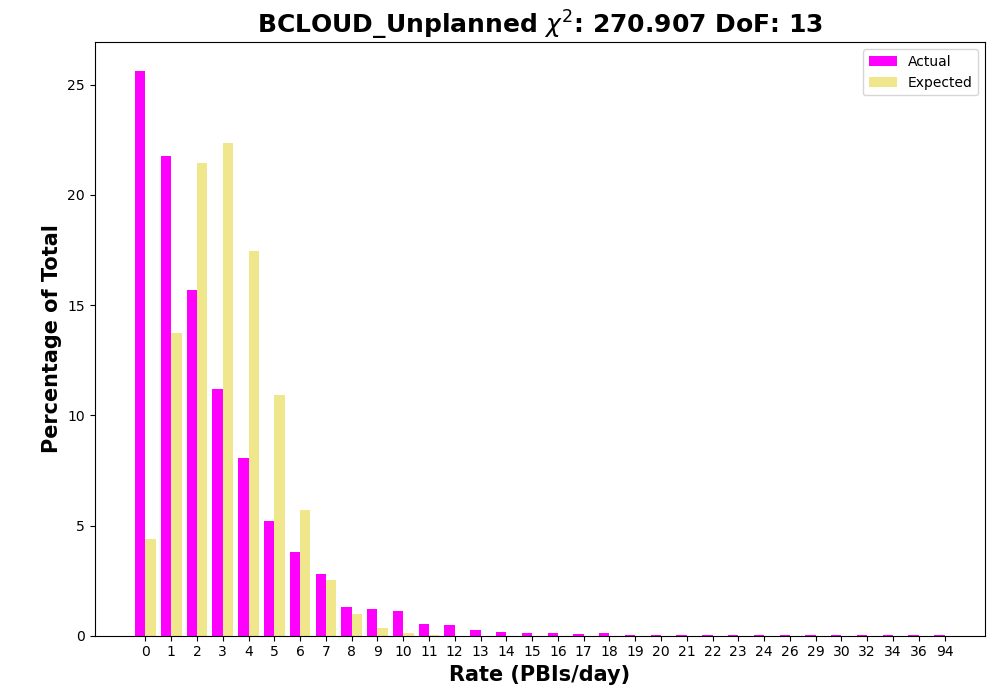 BCLOUD_Unplanned χ²: 270.907 DoF: 13
Actual
Expected
25
20
15
10
5
0
Percentage of Total
0 1 2 3 4 5 6 7 8 9 10 11 12 13 14 15 16 17 18 19 20 21 22 23 24 26 29 30 32 34 36 94
Rate (PBIs/day)